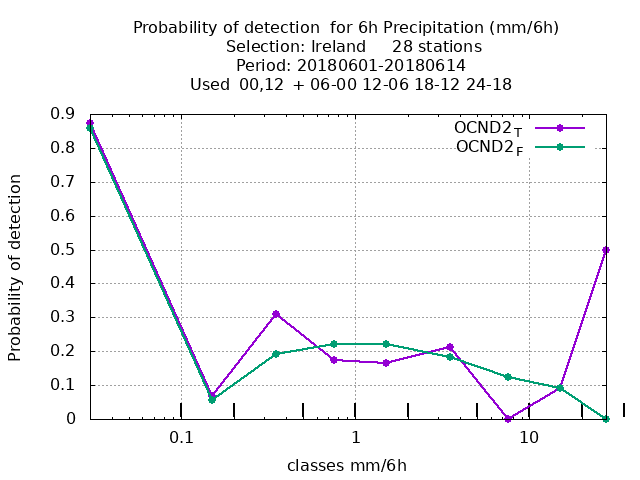 Probability of detection  for 6h Precipitation (mm/6h)
Selection: Ireland     28 stations
Period: 20180601-20180614
Used  00,12  + 06-00 12-06 18-12 24-18
OCND2T
OCND2F
0.9
0.8
0.7
0.6
0.5
0.4
0.3
0.2
0.1
0
Probability of detection
0.1 1 10
classes mm/6h